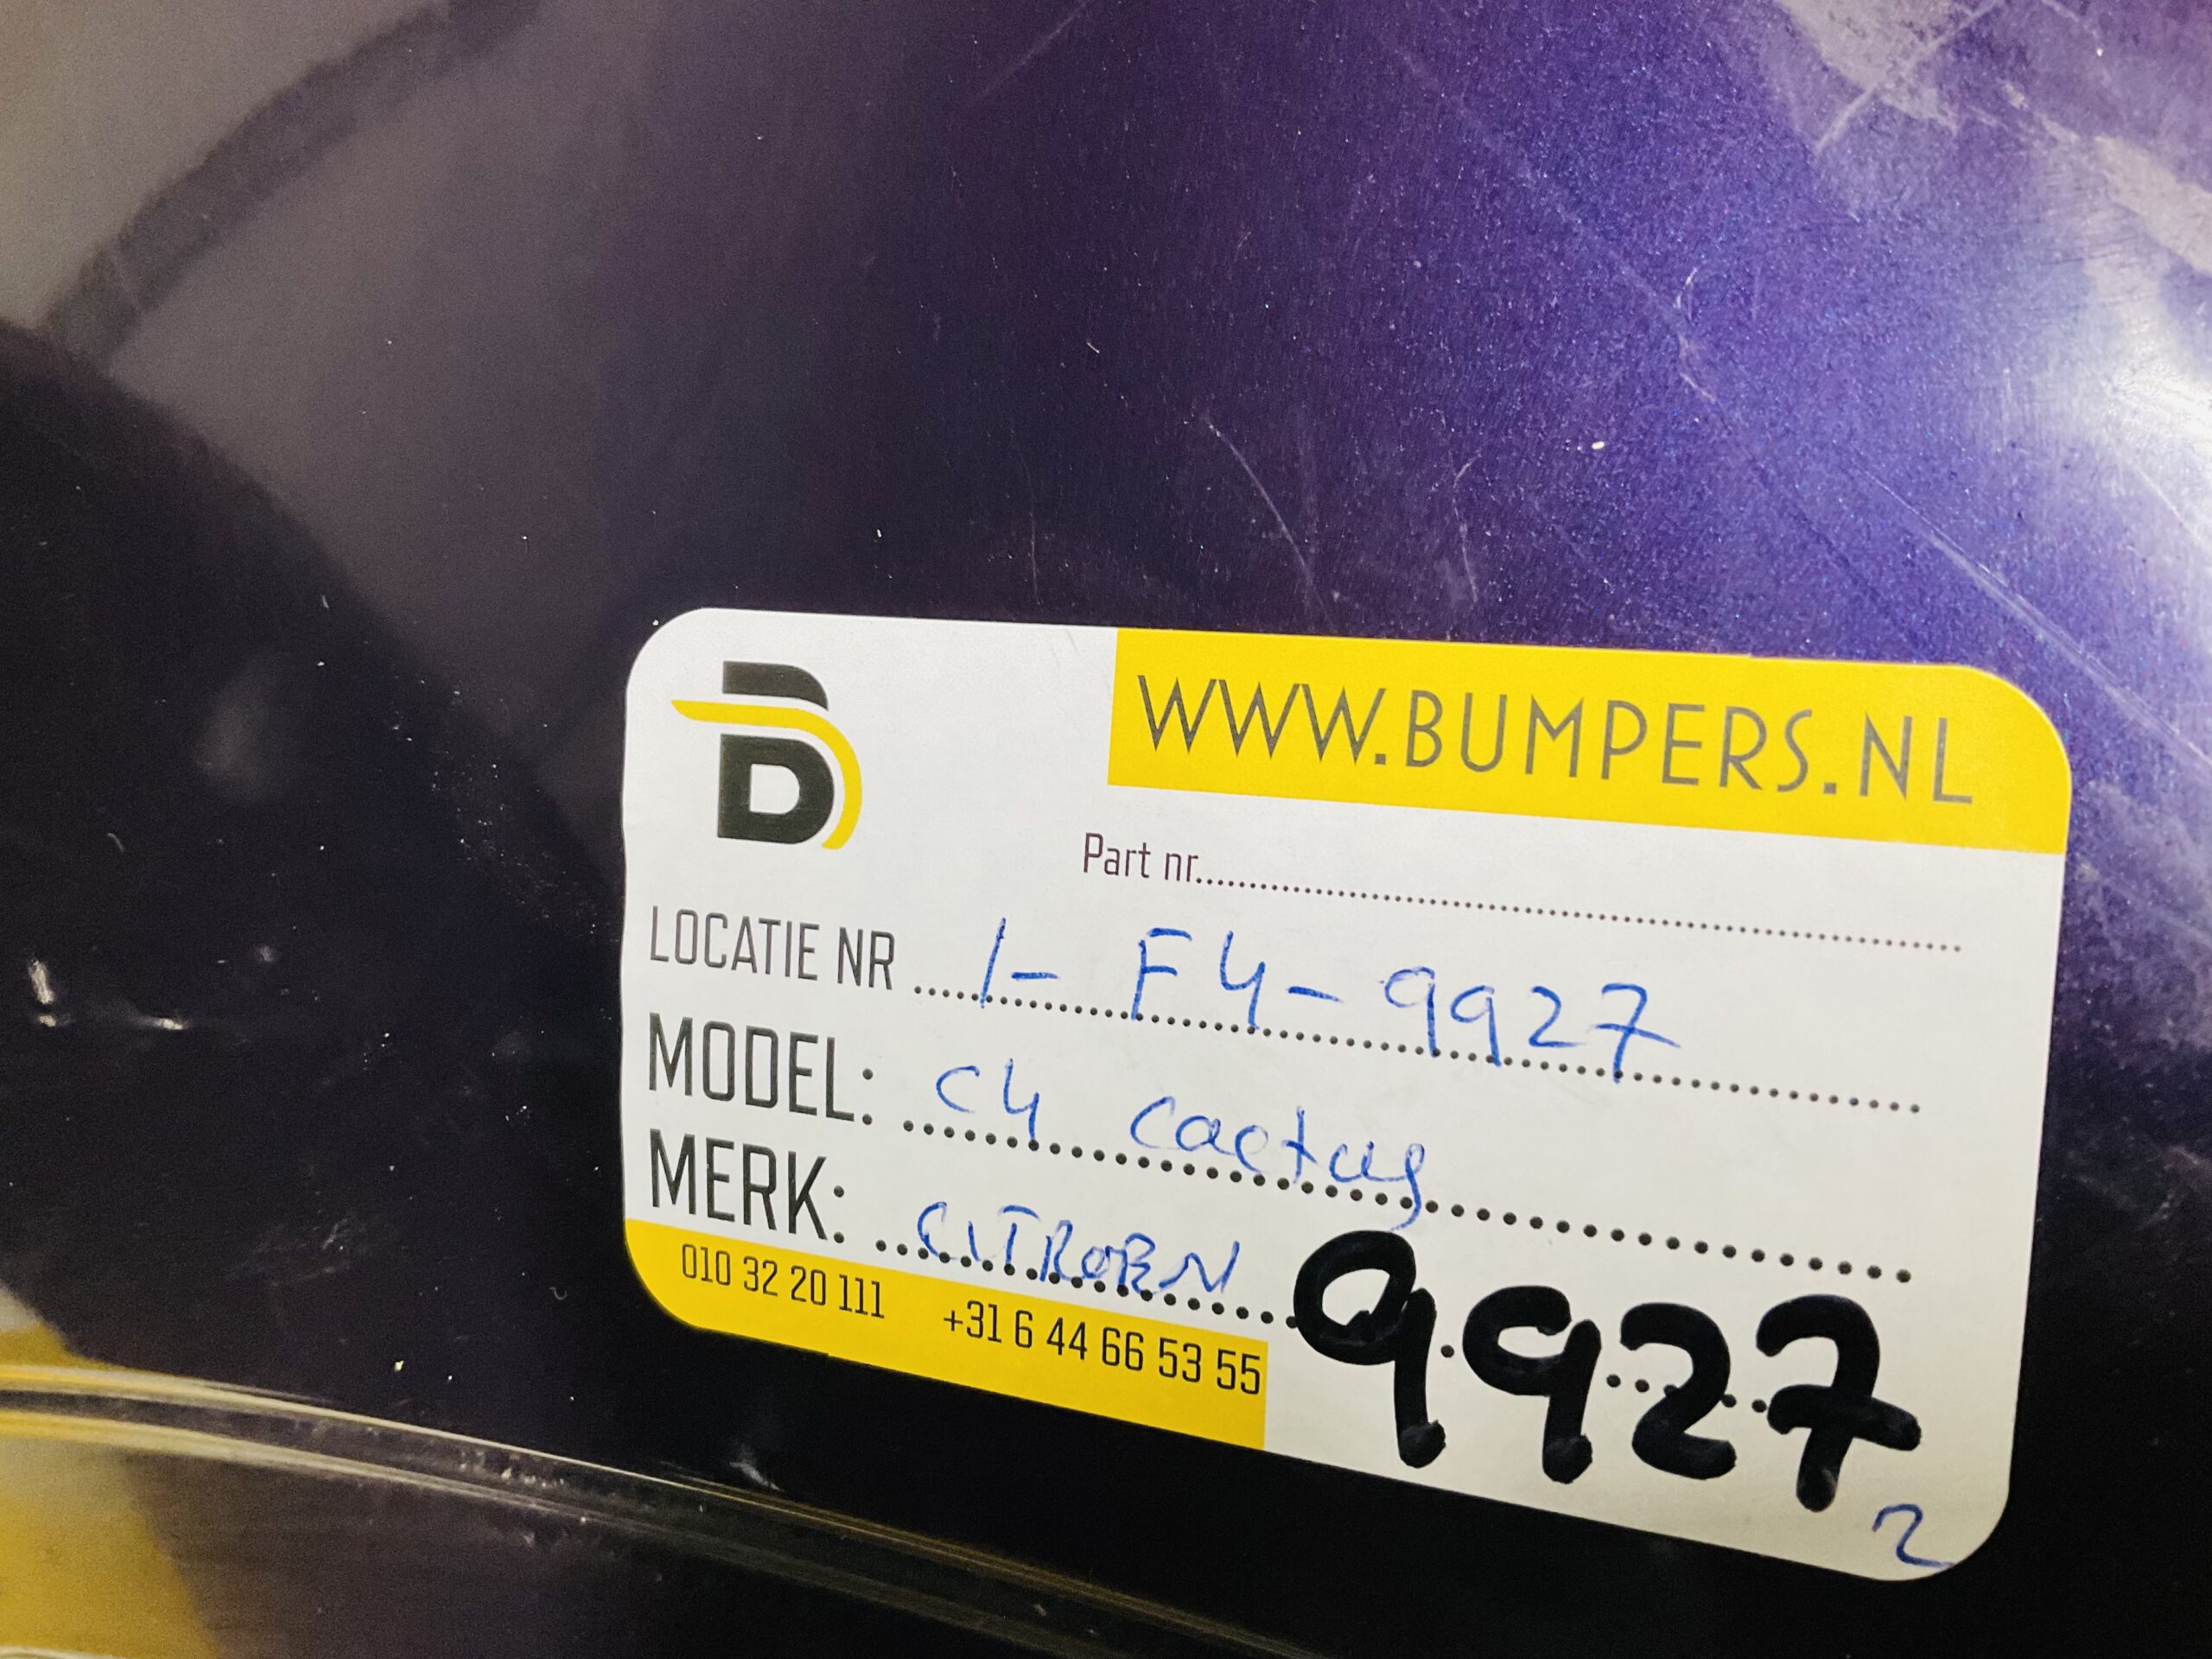 B
WWW.BUMPERS.NL
Part nr..........
LOCATIE NR ..... 1 - F4 - 9927
MODEL: ..... C4 cactus
MERK: ..... CITROEN
9927
010 32 20 111 +31 6 44 66 53 55
2